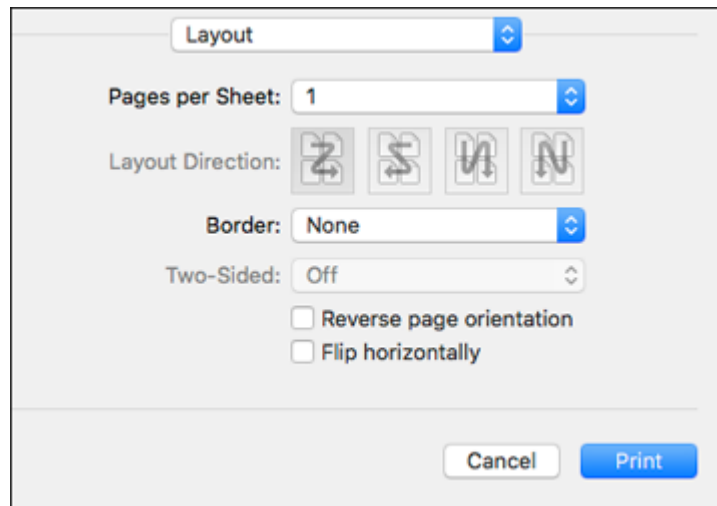 Layout
Pages per Sheet: 1
Layout Direction:
Border: None
Two-Sided: Off
Reverse page orientation
Flip horizontally
Cancel Print